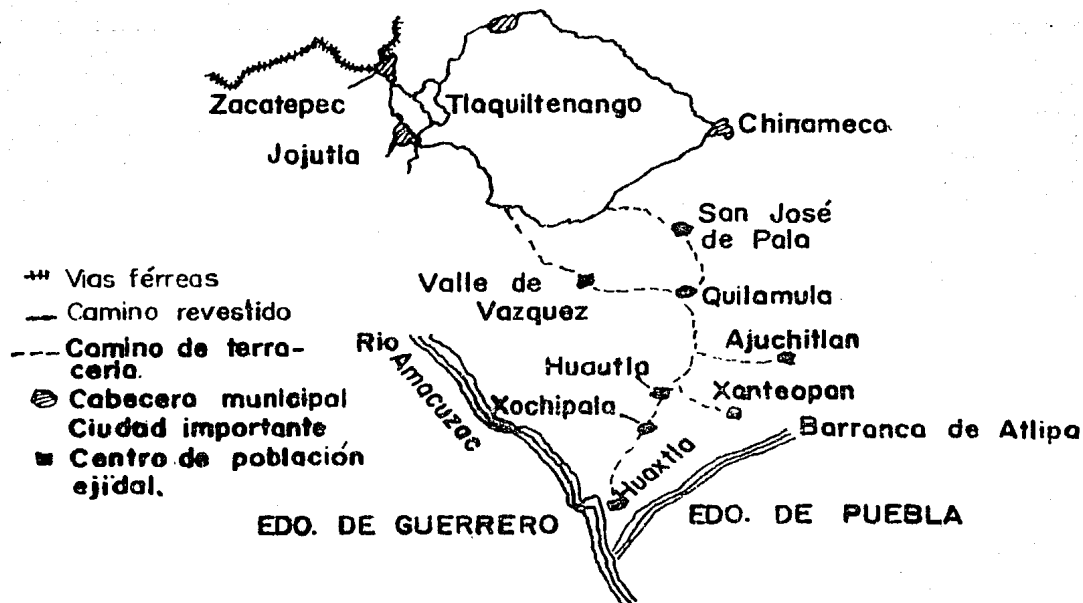 Zacatepec
Tlaquiltenango
Chinameca
Jojutla
San José
de Pala
Valle de
Vazquez
Quilamula
Vias férreas
Camino revestido
Camino de terra-
ceria.
Cabecera municipal
Ciudad importante
Centro de población
ejidal.
Rio Amacuzac
Ajuchitlan
Huautla
Xanteopan
Xochipala
Barranca de Atlipa
Huaxtla
EDO. DE GUERRERO
EDO. DE PUEBLA